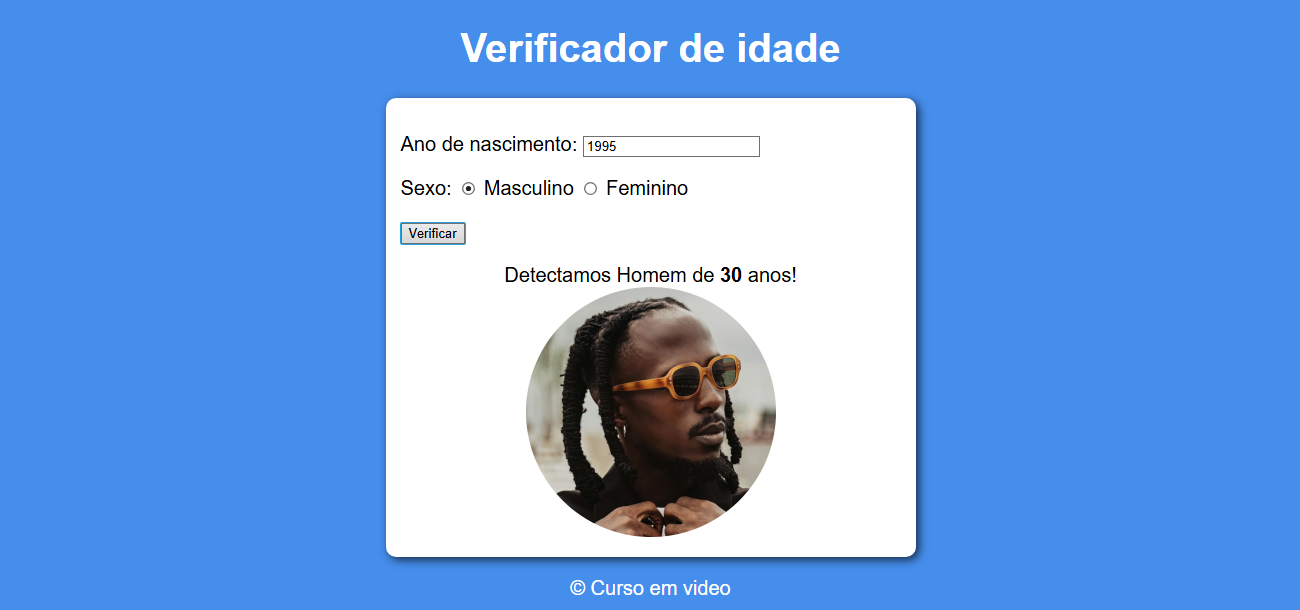 Verificador de idade
Ano de nascimento: 1995
Sexo: Masculino Feminino
Verificar
Detectamos Homem de 30 anos!
© Curso em video